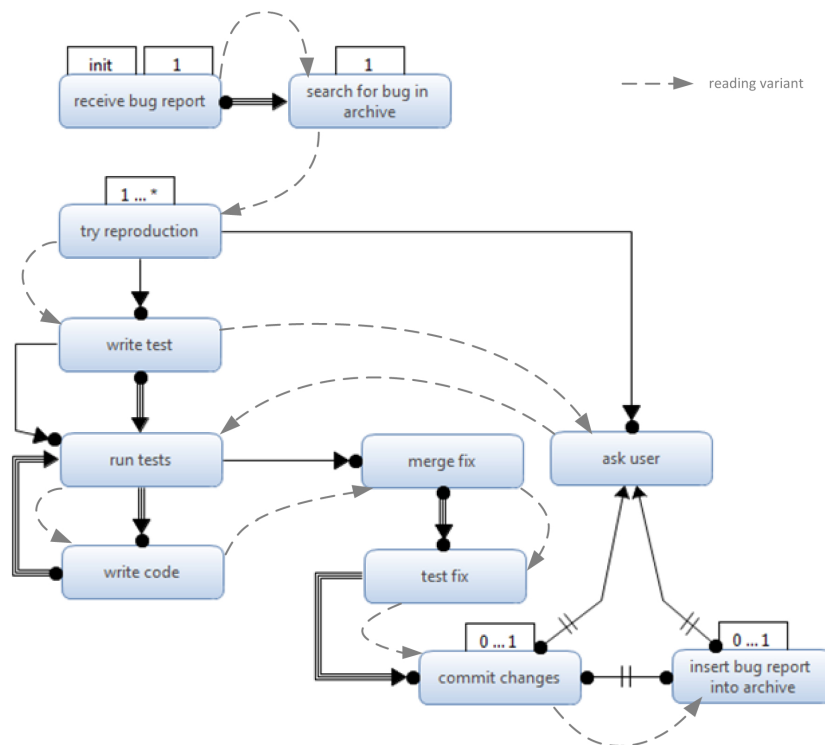 init
1
receive bug report
1
search for bug in
archive
reading variant
1 ... *
try reproduction
write test
run tests
merge fix
ask user
write code
test fix
0 ... 1
commit changes
0 ... 1
insert bug report
into archive